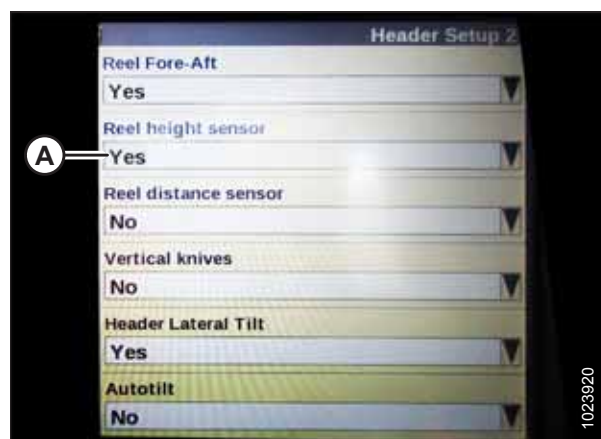 Header Setup 2
Reel Fore-Aft
Yes
Reel height sensor
A
Yes
Reel distance sensor
No
Vertical knives
No
Header Lateral Tilt
Yes
Autotilt
No
1023920